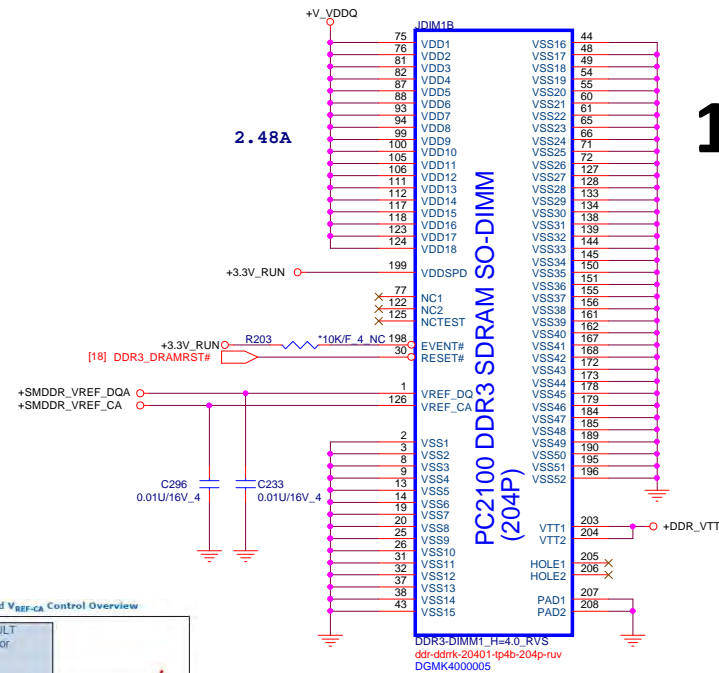 +V_VDDQ
JDIM1B
75 VDD1
76 VDD2
81 VDD3
82 VDD4
87 VDD5
88 VDD6
93 VDD7
94 VDD8
99 VDD9
100 VDD10
105 VDD11
106 VDD12
111 VDD13
112 VDD14
117 VDD15
118 VDD16
123 VDD17
124 VDD18
2.48A
+3.3V_RUN 199 VDDSPD
77 NC1
122 NC2
125 NCTEST
+3.3V_RUN R203 *10K/F_4_NC 198 EVENT#
[18] DDR3_DRAMRST# 30 RESET#
+SMDDR_VREF_DQA 1 VREF_DQ
+SMDDR_VREF_CA 126 VREF_CA
C296
0.01U/16V_4
C233
0.01U/16V_4
2 VSS1
3 VSS2
8 VSS3
9 VSS4
13 VSS5
14 VSS6
19 VSS7
20 VSS8
25 VSS9
26 VSS10
31 VSS11
32 VSS12
37 VSS13
38 VSS14
43 VSS15
PC2100 DDR3 SDRAM SO-DIMM
(204P)
VSS16 44
VSS17 48
VSS18 49
VSS19 54
VSS20 55
VSS21 60
VSS22 61
VSS23 65
VSS24 66
VSS25 71
VSS26 72
VSS27 127
VSS28 128
VSS29 133
VSS30 134
VSS31 138
VSS32 139
VSS33 144
VSS34 145
VSS35 150
VSS36 151
VSS37 155
VSS38 156
VSS39 161
VSS40 162
VSS41 167
VSS42 168
VSS43 172
VSS44 173
VSS45 178
VSS46 179
VSS47 184
VSS48 185
VSS49 189
VSS50 190
VSS51 195
VSS52 196
VTT1 203
VTT2 204
+DDR_VTT
HOLE1 205
HOLE2 206
PAD1 207
PAD2 208
DDR3-DIMM1_H=4.0_RVS
ddr-ddrrk-20401-tp4b-204p-ruv
DGMK4000005
1
d VREF-CA Control Overview